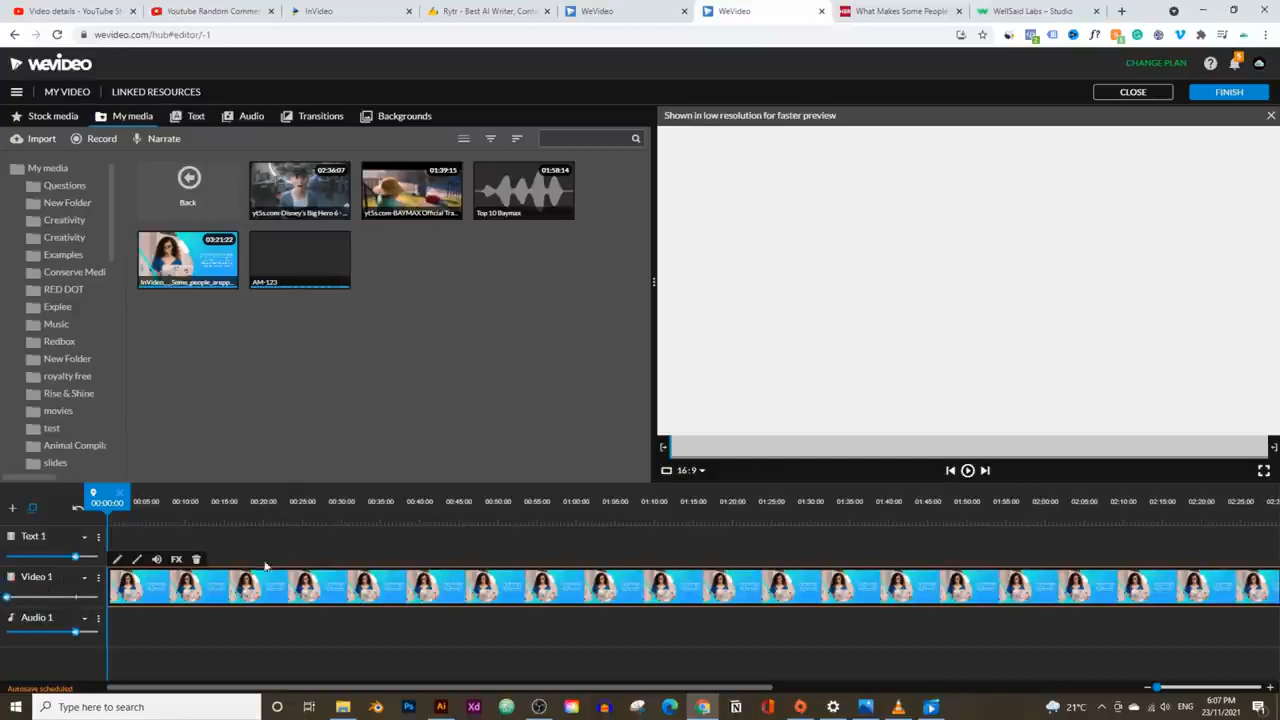 Video details - YouTube St
Youtube Random Commen
InVideo
Rytr - Best AI Writer, Conte
WeVideo
WeVideo
What Makes Some People
WellSaid Labs – Studio
wevideo.com/hub#editor/-1
WEVIDEO
CHANGE PLAN
MY VIDEO
LINKED RESOURCES
CLOSE
FINISH
Stock media
My media
Text
Audio
Transitions
Backgrounds
Shown in low resolution for faster preview
Import
Record
Narrate
My media
Questions
New Folder
Creativity
Creativity
Examples
Conserve Medi
RED DOT
Explee
Music
Redbox
New Folder
royalty free
Rise & Shine
movies
test
Animal Compila
slides
Back
02:36:07
yt5s.com-Disney's Big Hero 6 - ...
01:39:15
yt5s.com-BAYMAX Official Tra...
01:58:14
Top 10 Baymax
03:21:22
InVideo___Some_people_arepp...
AM-123
16:9
00:00:00
00:05:00 00:10:00 00:15:00 00:20:00 00:25:00 00:30:00 00:35:00 00:40:00 00:45:00 00:50:00 00:55:00 01:00:00 01:05:00 01:10:00 01:15:00 01:20:00 01:25:00 01:30:00 01:35:00 01:40:00 01:45:00 01:50:00 01:55:00 02:00:00 02:05:00 02:10:00 02:15:00 02:20:00 02:25:00 02:3
Text 1
FX
Video 1
Audio 1
Autosave scheduled
Type here to search
21°C
ENG
6:07 PM
23/11/2021